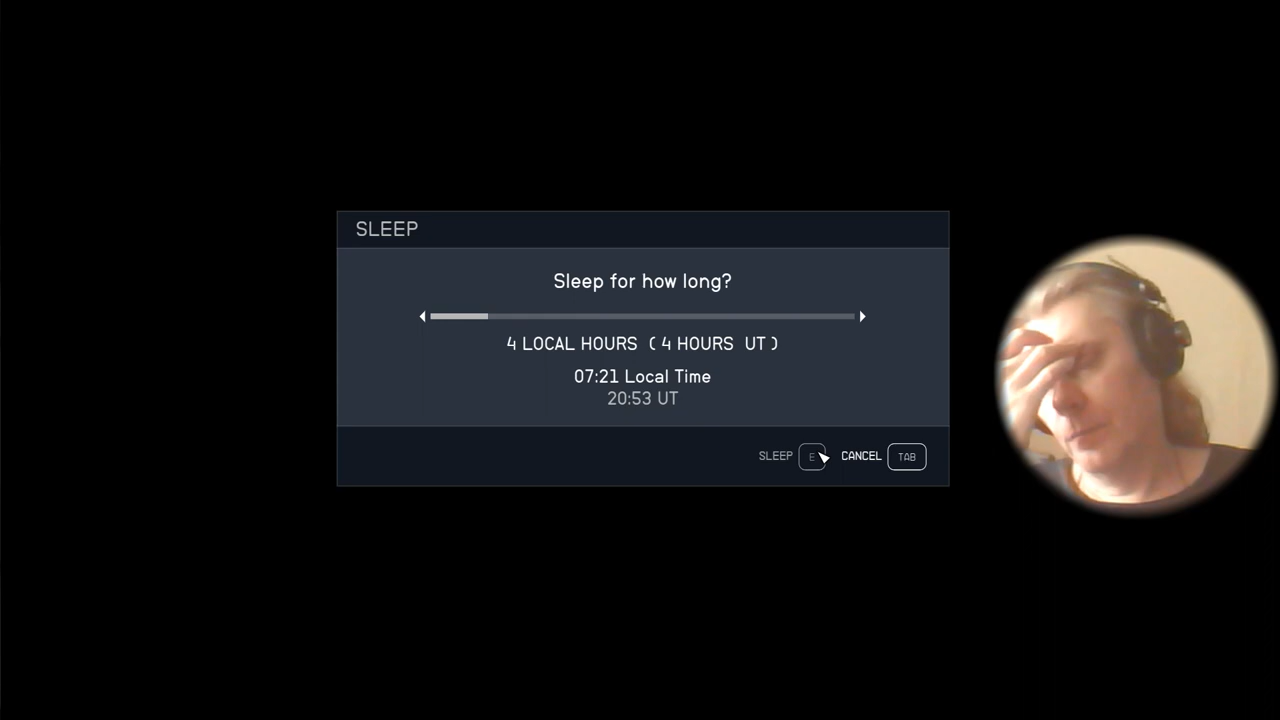 SLEEP
Sleep for how long?
4 LOCAL HOURS ( 4 HOURS UT )
07:21 Local Time
20:53 UT
SLEEP E CANCEL TAB